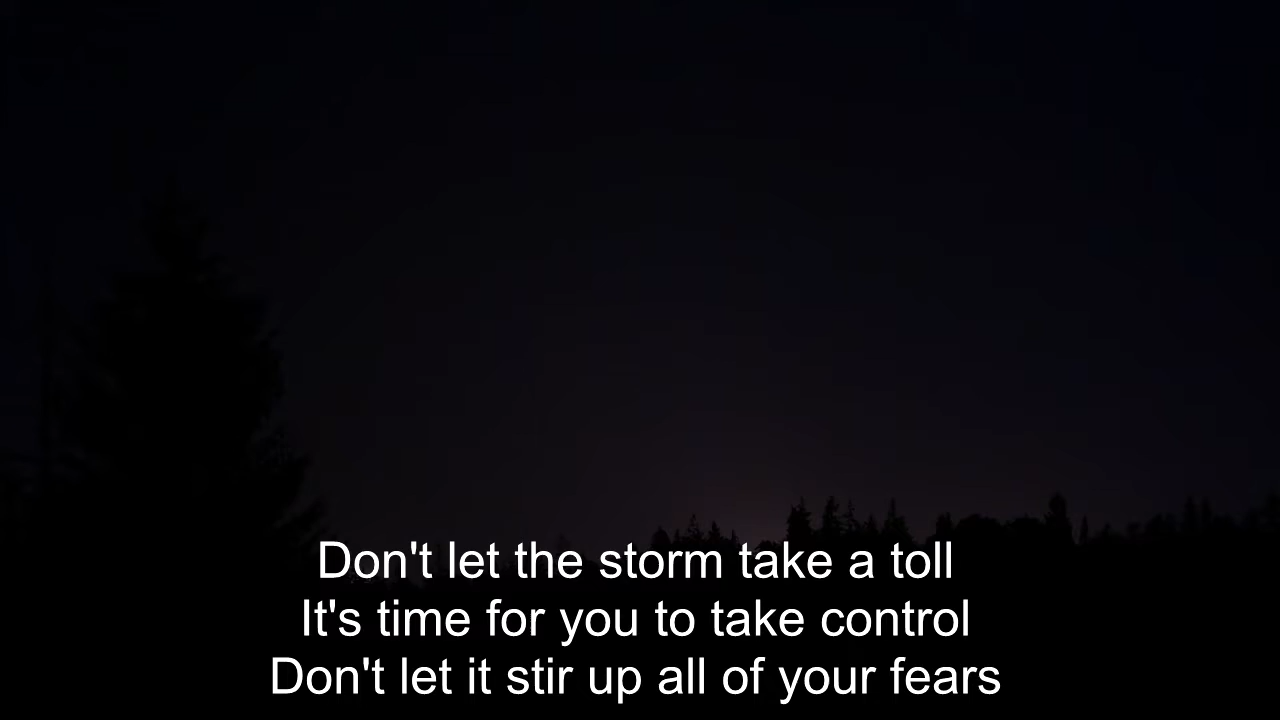 Don't let the storm take a toll
It's time for you to take control
Don't let it stir up all of your fears